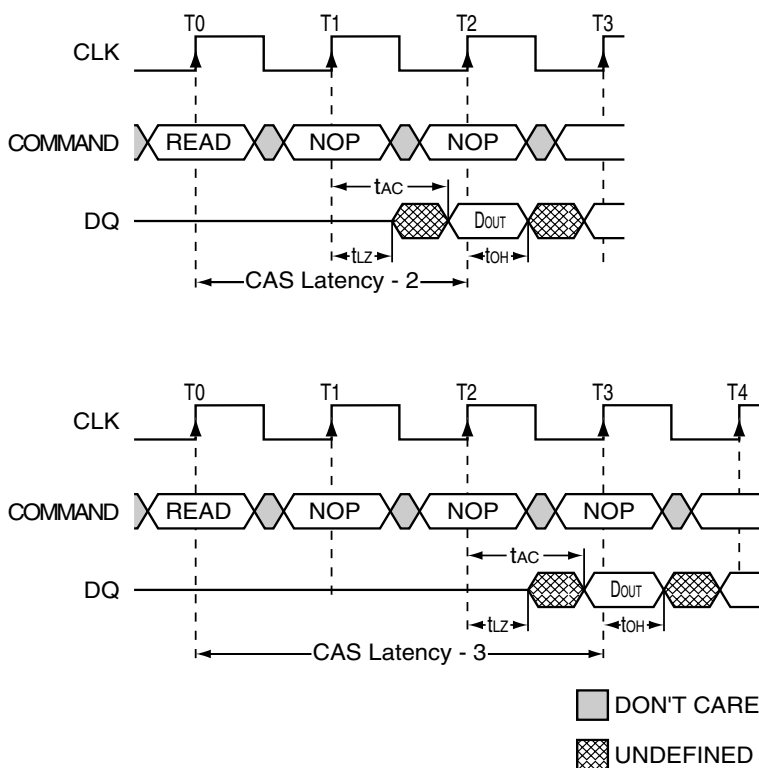 T0 T1 T2 T3
CLK
COMMAND READ NOP NOP
tAC
DQ DOUT
tLZ tOH
CAS Latency - 2
T0 T1 T2 T3 T4
CLK
COMMAND READ NOP NOP NOP
tAC
DQ DOUT
tLZ tOH
CAS Latency - 3
DON'T CARE
UNDEFINED